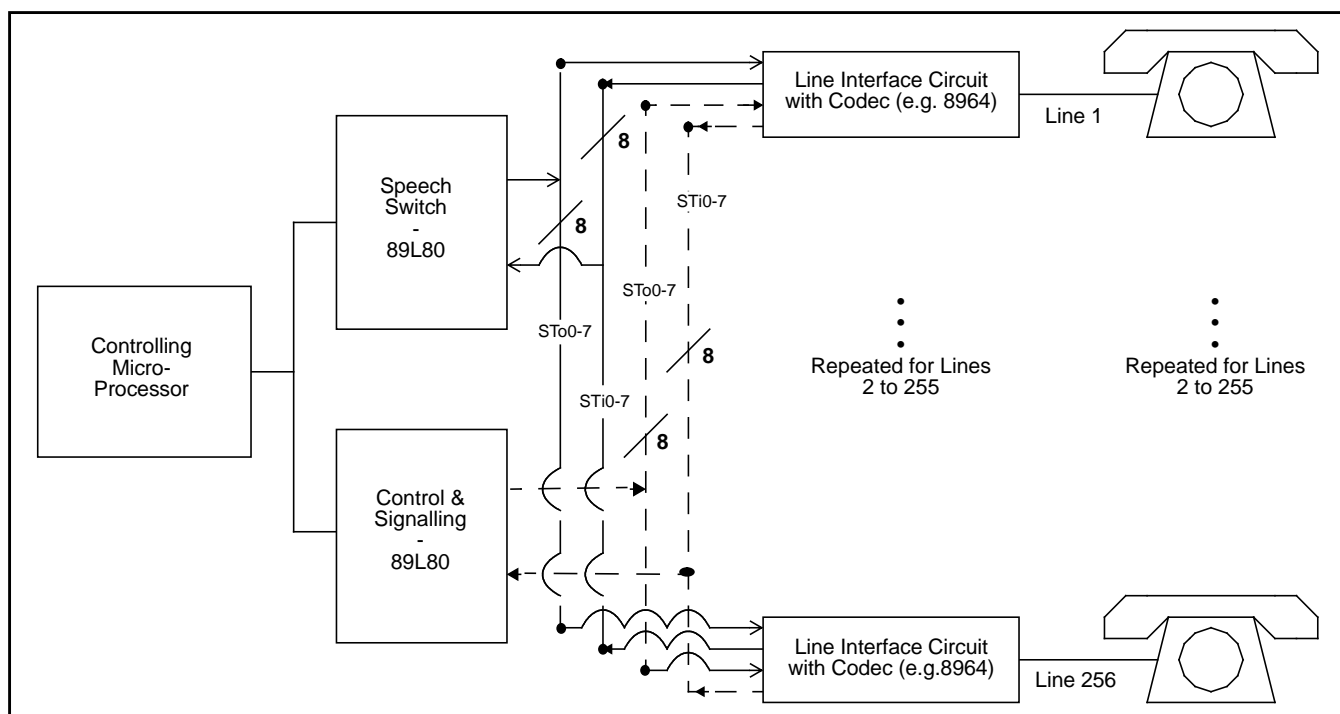 Controlling
Micro-
Processor
Speech
Switch
-
89L80
Control &
Signalling
-
89L80
8
8
STo0-7
STi0-7
STo0-7
STi0-7
8
8
Line Interface Circuit
with Codec (e.g. 8964)
Line 1
Repeated for Lines
2 to 255
Repeated for Lines
2 to 255
Line Interface Circuit
with Codec (e.g.8964)
Line 256